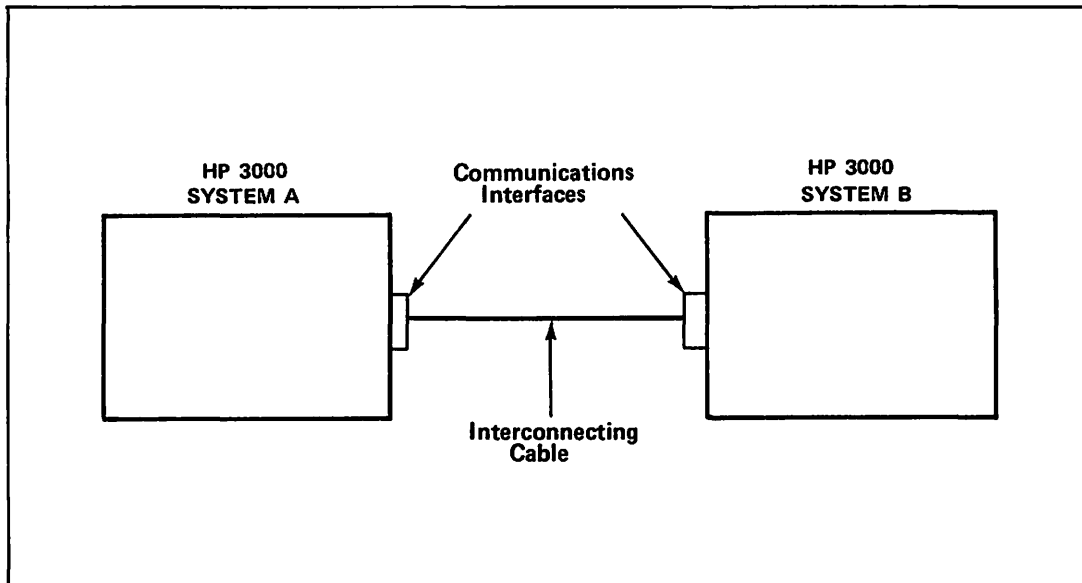 HP 3000
SYSTEM A
Communications
Interfaces
HP 3000
SYSTEM B
Interconnecting
Cable